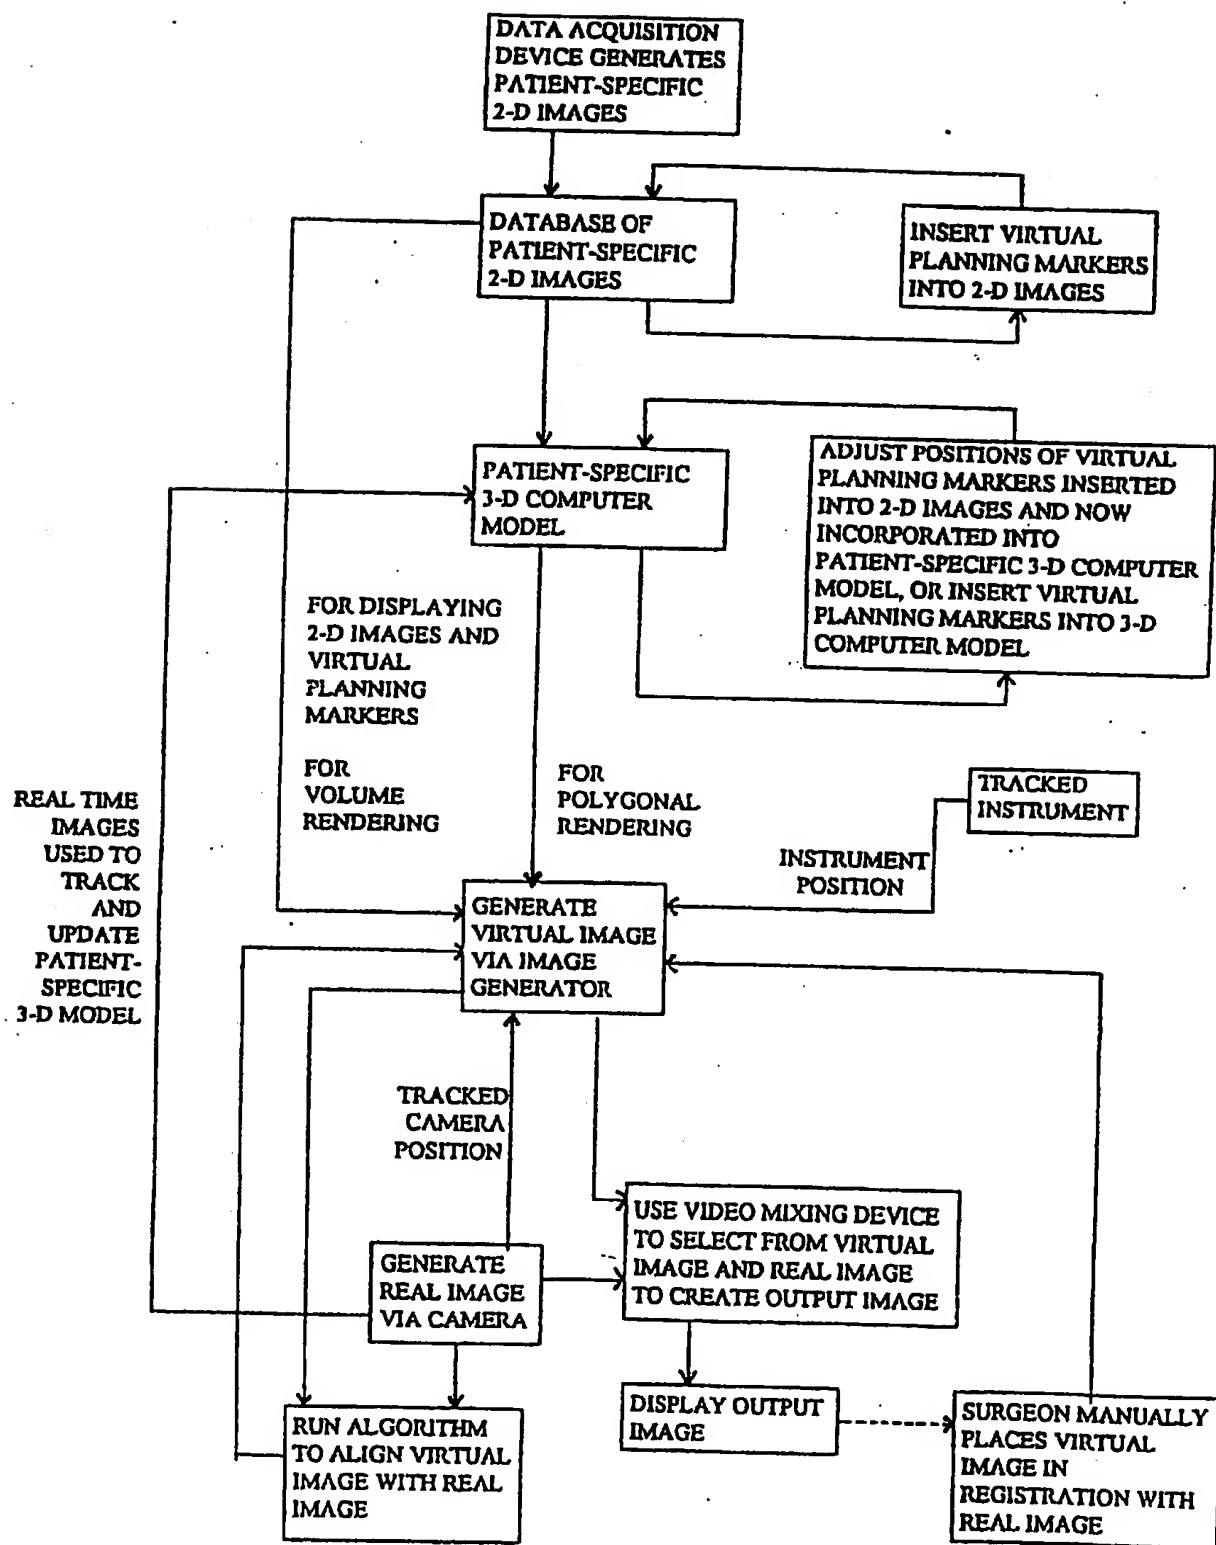 DATA ACQUISITION
DEVICE GENERATES
PATIENT-SPECIFIC
2-D IMAGES
DATABASE OF
PATIENT-SPECIFIC
2-D IMAGES
INSERT VIRTUAL
PLANNING MARKERS
INTO 2-D IMAGES
PATIENT-SPECIFIC
3-D COMPUTER
MODEL
ADJUST POSITIONS OF VIRTUAL
PLANNING MARKERS INSERTED
INTO 2-D IMAGES AND NOW
INCORPORATED INTO
PATIENT-SPECIFIC 3-D COMPUTER
MODEL, OR INSERT VIRTUAL
PLANNING MARKERS INTO 3-D
COMPUTER MODEL
FOR DISPLAYING
2-D IMAGES AND
VIRTUAL
PLANNING
MARKERS
FOR
VOLUME
RENDERING
FOR
POLYGONAL
RENDERING
TRACKED
INSTRUMENT
INSTRUMENT
POSITION
REAL TIME
IMAGES
USED TO
TRACK
AND
UPDATE
PATIENT-
SPECIFIC
3-D MODEL
GENERATE
VIRTUAL IMAGE
VIA IMAGE
GENERATOR
TRACKED
CAMERA
POSITION
USE VIDEO MIXING DEVICE
TO SELECT FROM VIRTUAL
IMAGE AND REAL IMAGE
TO CREATE OUTPUT IMAGE
GENERATE
REAL IMAGE
VIA CAMERA
DISPLAY OUTPUT
IMAGE
RUN ALGORITHM
TO ALIGN VIRTUAL
IMAGE WITH REAL
IMAGE
SURGEON MANUALLY
PLACES VIRTUAL
IMAGE IN
REGISTRATION WITH
REAL IMAGE